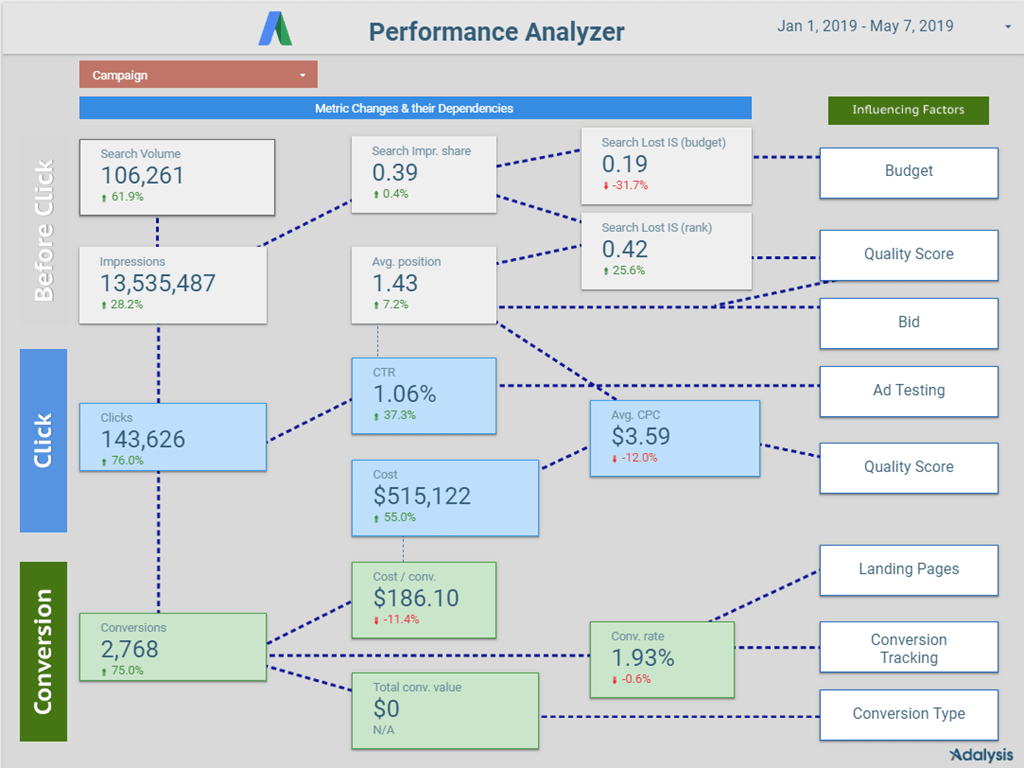 Performance Analyzer
Jan 1, 2019 - May 7, 2019
Campaign
Metric Changes & their Dependencies
Influencing Factors
Before Click
Search Volume
106,261
61.9%
Search Impr. share
0.39
0.4%
Search Lost IS (budget)
0.19
-31.7%
Budget
Search Lost IS (rank)
0.42
25.6%
Quality Score
Impressions
13,535,487
28.2%
Avg. position
1.43
7.2%
Bid
Click
CTR
1.06%
37.3%
Ad Testing
Clicks
143,626
76.0%
Avg. CPC
$3.59
-12.0%
Quality Score
Cost
$515,122
55.0%
Conversion
Cost / conv.
$186.10
-11.4%
Landing Pages
Conversions
2,768
75.0%
Conv. rate
1.93%
-0.6%
Conversion
Tracking
Total conv. value
$0
N/A
Conversion Type
Adalysis